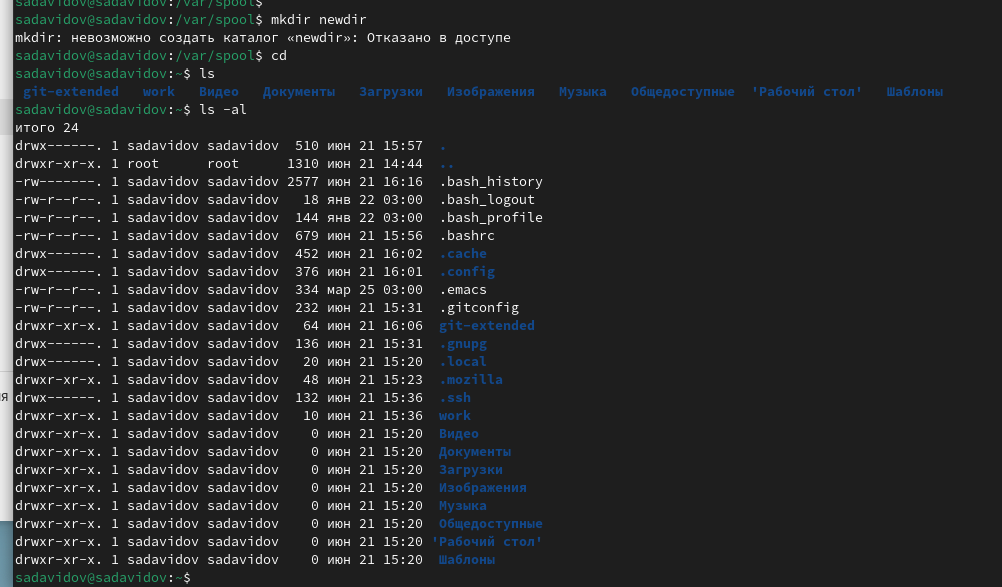 sadavidov@sadavidov:/var/spool$
sadavidov@sadavidov:/var/spool$ mkdir newdir
mkdir: невозможно создать каталог «newdir»: Отказано в доступе
sadavidov@sadavidov:/var/spool$ cd
sadavidov@sadavidov:~$ ls
git-extended work Видео Документы Загрузки Изображения Музыка Общедоступные 'Рабочий стол' Шаблоны
sadavidov@sadavidov:~$ ls -al
итого 24
drwx------. 1 sadavidov sadavidov 510 июн 21 15:57 .
drwxr-xr-x. 1 root root 1310 июн 21 14:44 ..
-rw-------. 1 sadavidov sadavidov 2577 июн 21 16:16 .bash_history
-rw-r--r--. 1 sadavidov sadavidov 18 янв 22 03:00 .bash_logout
-rw-r--r--. 1 sadavidov sadavidov 144 янв 22 03:00 .bash_profile
-rw-r--r--. 1 sadavidov sadavidov 679 июн 21 15:56 .bashrc
drwx------. 1 sadavidov sadavidov 452 июн 21 16:02 .cache
drwx------. 1 sadavidov sadavidov 376 июн 21 16:01 .config
-rw-r--r--. 1 sadavidov sadavidov 334 мар 25 03:00 .emacs
-rw-r--r--. 1 sadavidov sadavidov 232 июн 21 15:31 .gitconfig
drwxr-xr-x. 1 sadavidov sadavidov 64 июн 21 16:06 git-extended
drwx------. 1 sadavidov sadavidov 136 июн 21 15:31 .gnupg
drwx------. 1 sadavidov sadavidov 20 июн 21 15:20 .local
drwxr-xr-x. 1 sadavidov sadavidov 48 июн 21 15:23 .mozilla
drwx------. 1 sadavidov sadavidov 132 июн 21 15:36 .ssh
drwxr-xr-x. 1 sadavidov sadavidov 10 июн 21 15:36 work
drwxr-xr-x. 1 sadavidov sadavidov 0 июн 21 15:20 Видео
drwxr-xr-x. 1 sadavidov sadavidov 0 июн 21 15:20 Документы
drwxr-xr-x. 1 sadavidov sadavidov 0 июн 21 15:20 Загрузки
drwxr-xr-x. 1 sadavidov sadavidov 0 июн 21 15:20 Изображения
drwxr-xr-x. 1 sadavidov sadavidov 0 июн 21 15:20 Музыка
drwxr-xr-x. 1 sadavidov sadavidov 0 июн 21 15:20 Общедоступные
drwxr-xr-x. 1 sadavidov sadavidov 0 июн 21 15:20 'Рабочий стол'
drwxr-xr-x. 1 sadavidov sadavidov 0 июн 21 15:20 Шаблоны
sadavidov@sadavidov:~$